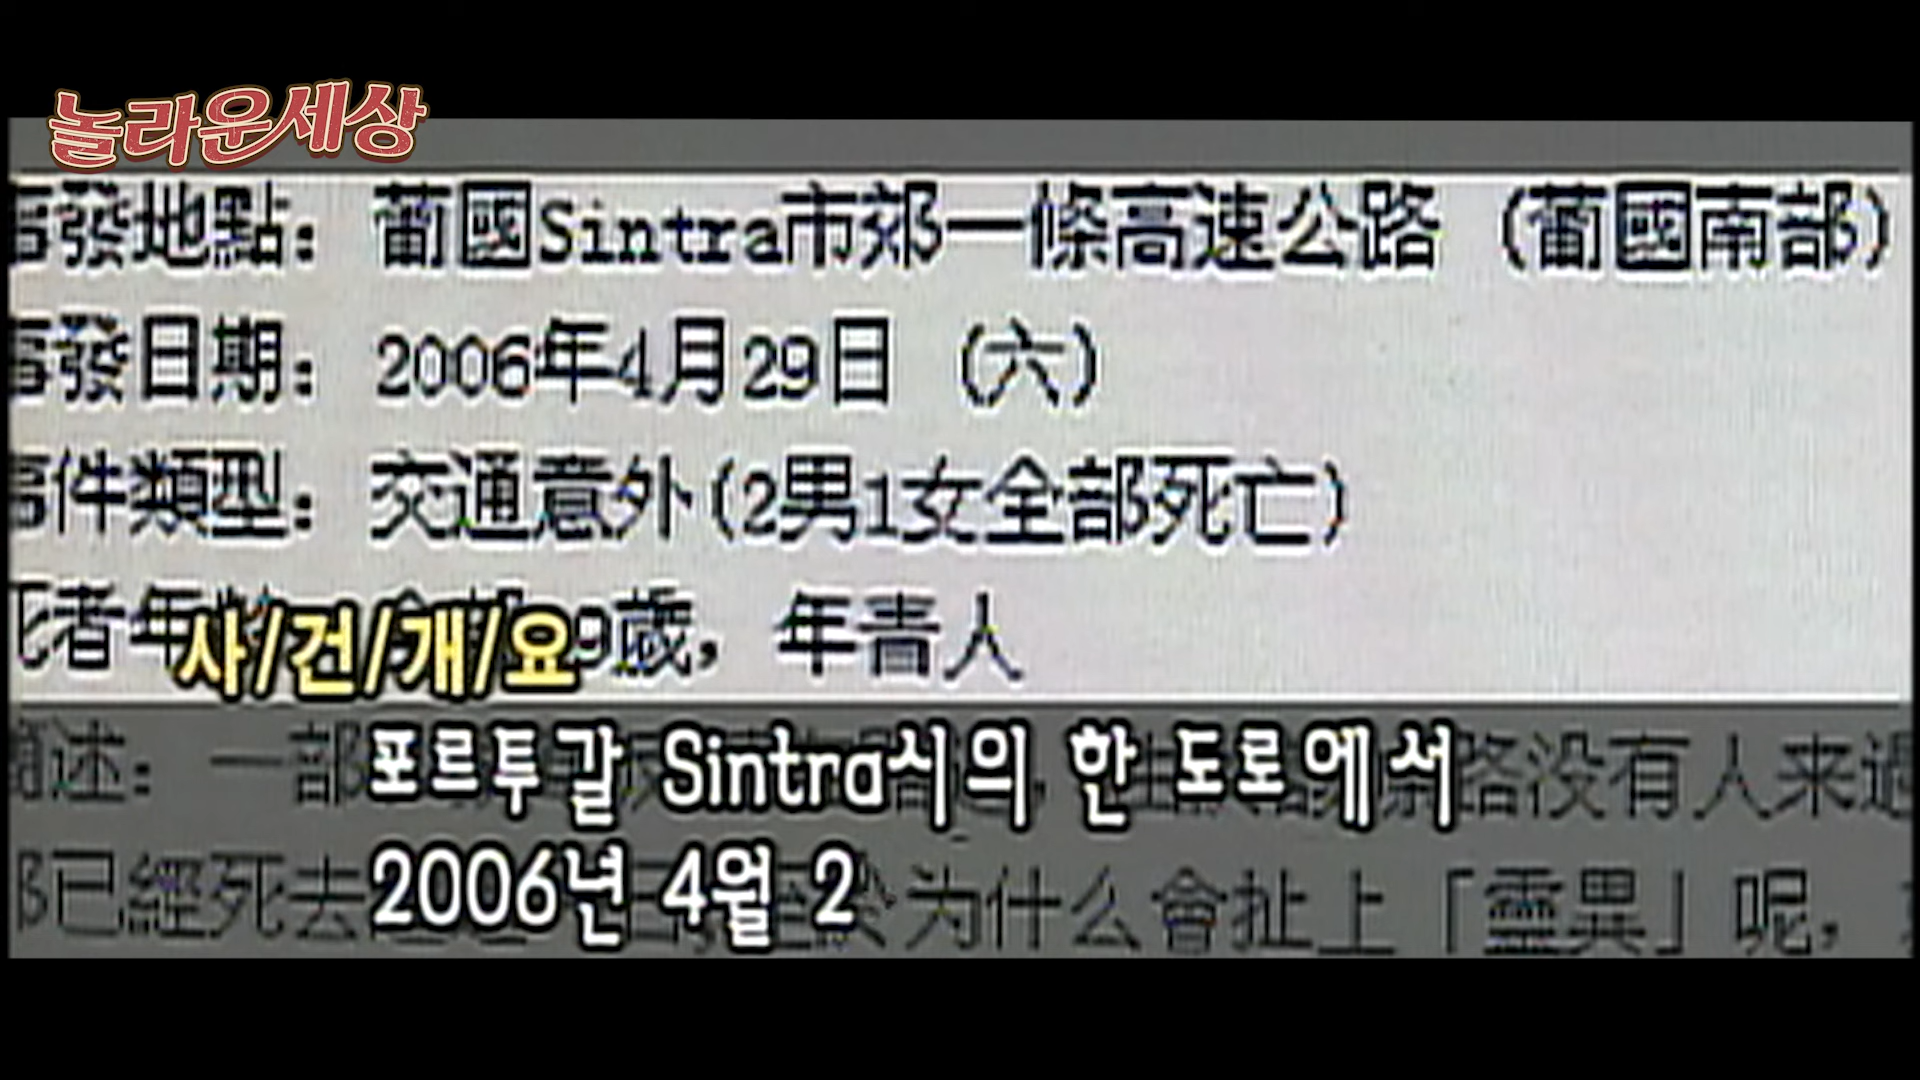 놀라운세상
發地點：葡國Sintra市郊一條高速公路（葡國南部）
發日期：2006年4月29日（六）
件類型：交通意外(2男1女全部死亡)
者年 歲，年青人
사/건/개/요
述：一部 路没有人来過
포르투갈 Sintra시의 한 도로에서
已經死去 为什么會扯上「靈異」呢，
2006년 4월 2